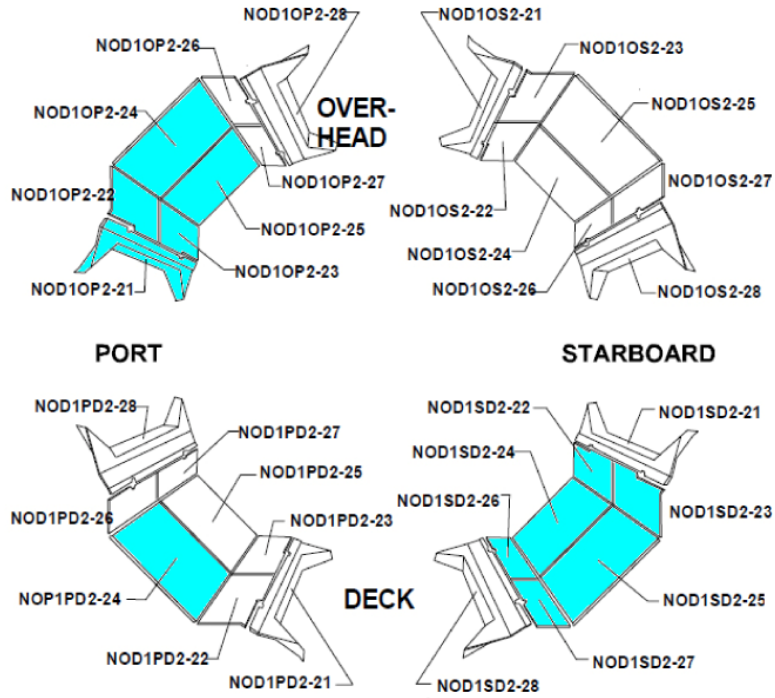 NOD1OP2-28
NOD1OS2-21
NOD1OP2-26
NOD1OS2-23
NOD1OP2-24
OVER-
HEAD
NOD1OS2-25
NOD1OP2-22
NOD1OP2-27
NOD1OS2-27
NOD1OS2-22
NOD1OP2-25
NOD1OS2-24
NOD1OP2-23
NOD1OP2-21
NOD1OS2-26
NOD1OS2-28
PORT
STARBOARD
NOD1PD2-28
NOD1SD2-22
NOD1SD2-21
NOD1PD2-27
NOD1SD2-24
NOD1PD2-25
NOD1SD2-26
NOD1PD2-26
NOD1PD2-23
NOD1SD2-23
NOP1PD2-24
DECK
NOD1SD2-25
NOD1PD2-22
NOD1SD2-27
NOD1PD2-21
NOD1SD2-28